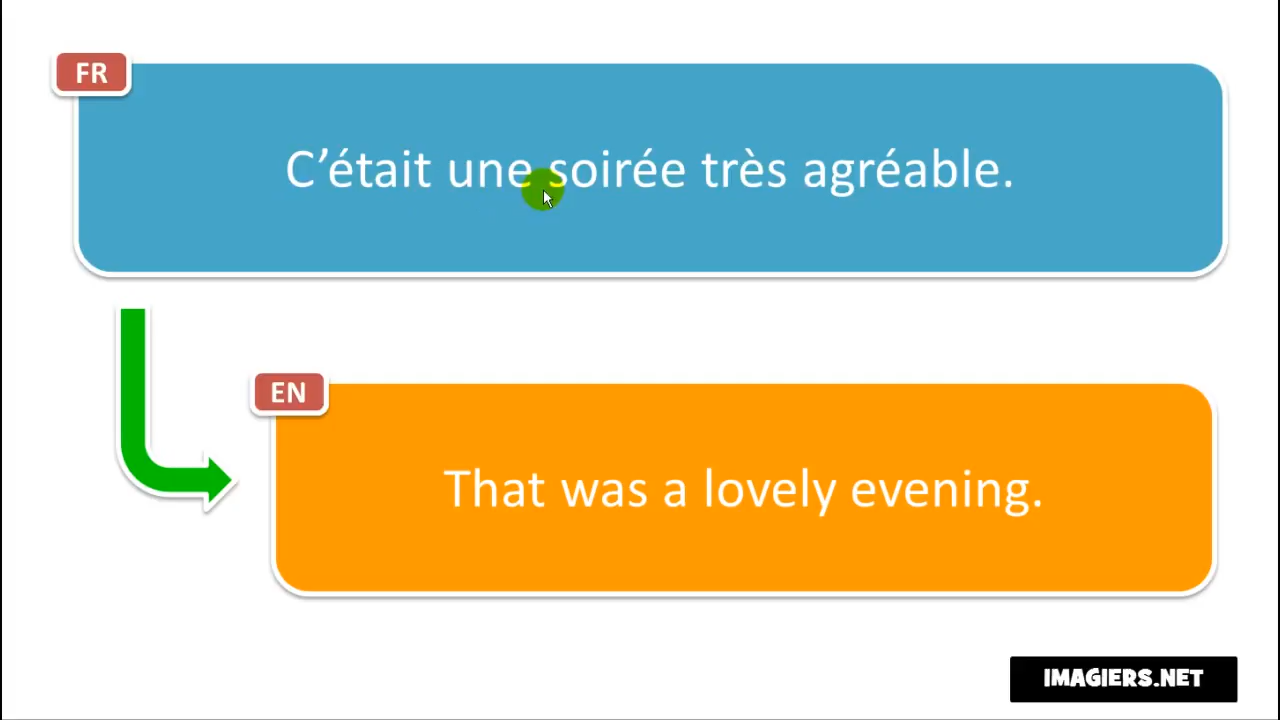 FR
C’était une soirée très agréable.
EN
That was a lovely evening.
IMAGIERS.NET